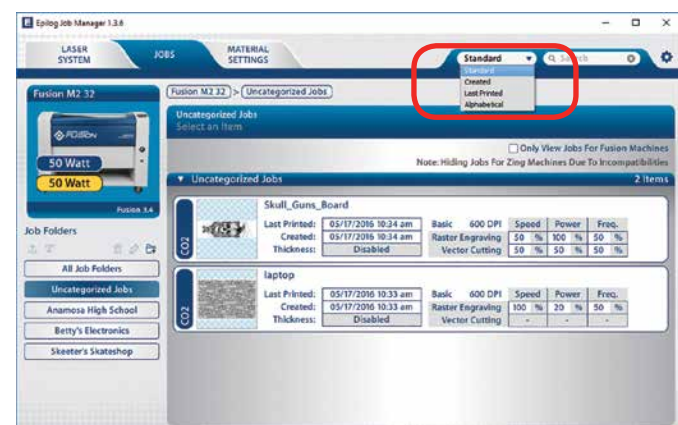 Epilog Job Manager 1.3.6
LASER SYSTEM
JOBS
MATERIAL SETTINGS
Standard
Search
Standard
Created
Last Printed
Alphabetical
Fusion M2 32
FUSION
50 Watt
50 Watt
Fusion 3.4
Job Folders
All Job Folders
Uncategorized Jobs
Anamosa High School
Betty's Electronics
Skeeter's Skateshop
Fusion M2 32 > Uncategorized Jobs
Uncategorized Jobs
Select an Item
Only View Jobs For Fusion Machines
Note: Hiding Jobs For Zing Machines Due To Incompatibilities
Uncategorized Jobs 2 Items
CO2
Skull_Guns_Board
Last Printed: 05/17/2016 10:34 am Basic 600 DPI Speed Power Freq.
Created: 05/17/2016 10:34 am Raster Engraving 50 % 100 % 50 %
Thickness: Disabled Vector Cutting 50 % 50 % 50 %
CO2
laptop
Last Printed: 05/17/2016 10:33 am Basic 600 DPI Speed Power Freq.
Created: 05/17/2016 10:33 am Raster Engraving 100 % 20 % 50 %
Thickness: Disabled Vector Cutting - - -